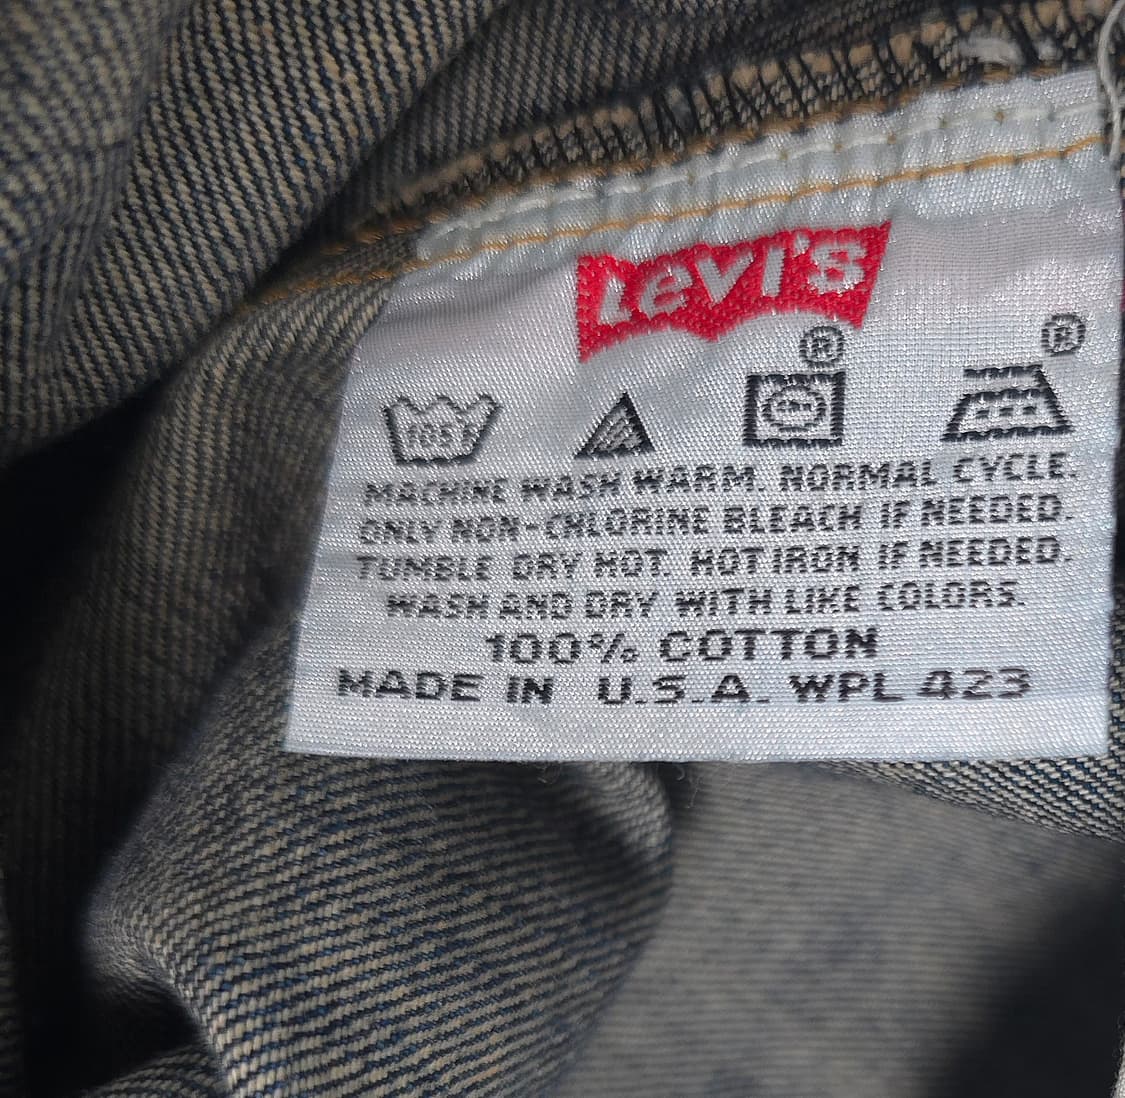 Levi's
®
®
105F
MACHINE WASH WARM. NORMAL CYCLE.
ONLY NON-CHLORINE BLEACH IF NEEDED.
TUMBLE DRY HOT. HOT IRON IF NEEDED.
WASH AND DRY WITH LIKE COLORS.
100% COTTON
MADE IN U.S.A. WPL 423